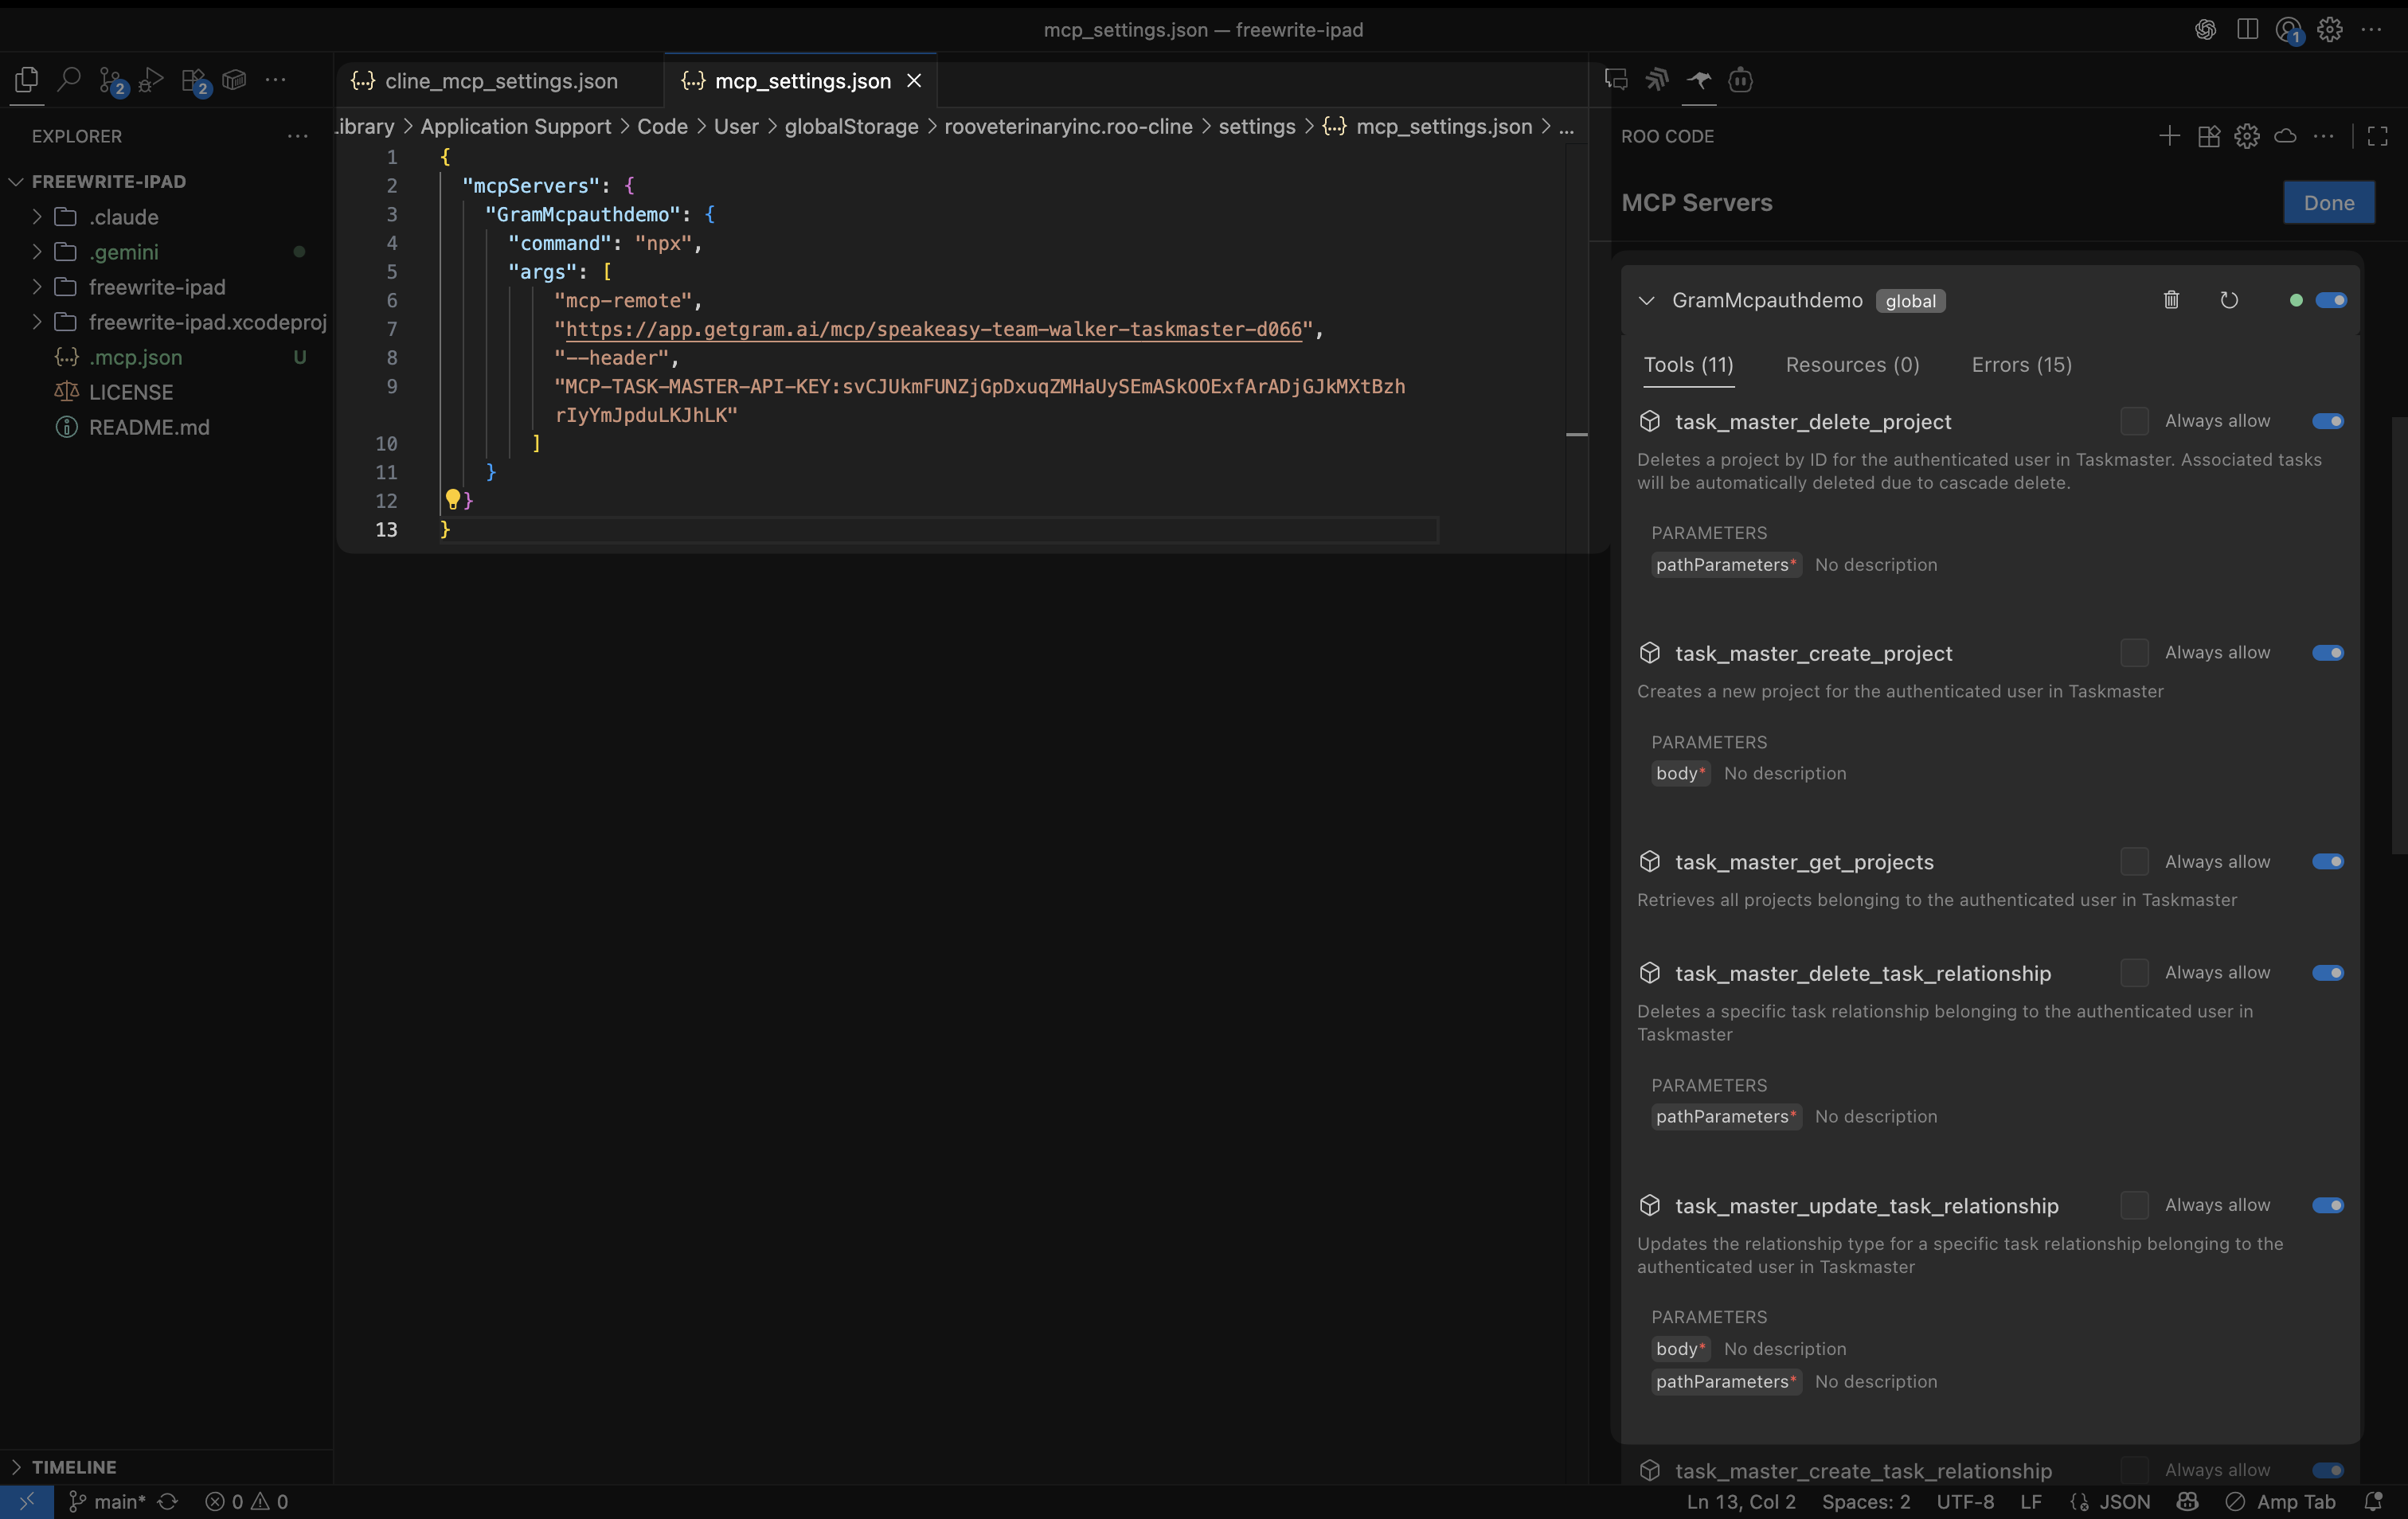 mcp_settings.json — freewrite-ipad
1
2
2
EXPLORER
FREEWRITE-IPAD
.claude
.gemini
freewrite-ipad
freewrite-ipad.xcodeproj
.mcp.json U
LICENSE
README.md
TIMELINE
cline_mcp_settings.json
mcp_settings.json
.ibrary > Application Support > Code > User > globalStorage > rooveterinaryinc.roo-cline > settings > {...} mcp_settings.json > ...
1 {
2 "mcpServers": {
3 "GramMcpauthdemo": {
4 "command": "npx",
5 "args": [
6 "mcp-remote",
7 "https://app.getgram.ai/mcp/speakeasy-team-walker-taskmaster-d066",
8 "--header",
9 "MCP-TASK-MASTER-API-KEY:svCJUkmFUNZjGpDxuqZMHaUySEmASkOOExfArADjGJkMXtBzh
rIyYmJpduLKJhLK"
10 ]
11 }
12 }
13 }
ROO CODE
MCP Servers
Done
GramMcpauthdemo global
Tools (11) Resources (0) Errors (15)
task_master_delete_project Always allow
Deletes a project by ID for the authenticated user in Taskmaster. Associated tasks
will be automatically deleted due to cascade delete.
PARAMETERS
pathParameters* No description
task_master_create_project Always allow
Creates a new project for the authenticated user in Taskmaster
PARAMETERS
body* No description
task_master_get_projects Always allow
Retrieves all projects belonging to the authenticated user in Taskmaster
task_master_delete_task_relationship Always allow
Deletes a specific task relationship belonging to the authenticated user in
Taskmaster
PARAMETERS
pathParameters* No description
task_master_update_task_relationship Always allow
Updates the relationship type for a specific task relationship belonging to the
authenticated user in Taskmaster
PARAMETERS
body* No description
pathParameters* No description
task_master_create_task_relationship Always allow
main* 0 0
Ln 13, Col 2 Spaces: 2 UTF-8 LF JSON Amp Tab